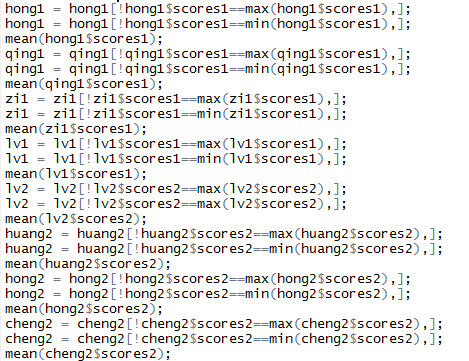 hong1 = hong1[!hong1$scores1==max(hong1$scores1),];
hong1 = hong1[!hong1$scores1==min(hong1$scores1),];
mean(hong1$scores1);
qing1 = qing1[!qing1$scores1==max(qing1$scores1),];
qing1 = qing1[!qing1$scores1==min(qing1$scores1),];
mean(qing1$scores1);
zi1 = zi1[!zi1$scores1==max(zi1$scores1),];
zi1 = zi1[!zi1$scores1==min(zi1$scores1),];
mean(zi1$scores1);
lv1 = lv1[!lv1$scores1==max(lv1$scores1),];
lv1 = lv1[!lv1$scores1==min(lv1$scores1),];
mean(lv1$scores1);
lv2 = lv2[!lv2$scores2==max(lv2$scores2),];
lv2 = lv2[!lv2$scores2==max(lv2$scores2),];
mean(lv2$scores2);
huang2 = huang2[!huang2$scores2==max(huang2$scores2),];
huang2 = huang2[!huang2$scores2==min(huang2$scores2),];
mean(huang2$scores2);
hong2 = hong2[!hong2$scores2==max(hong2$scores2),];
hong2 = hong2[!hong2$scores2==min(hong2$scores2),];
mean(hong2$scores2);
cheng2 = cheng2[!cheng2$scores2==max(cheng2$scores2),];
cheng2 = cheng2[!cheng2$scores2==min(cheng2$scores2),];
mean(cheng2$scores2);